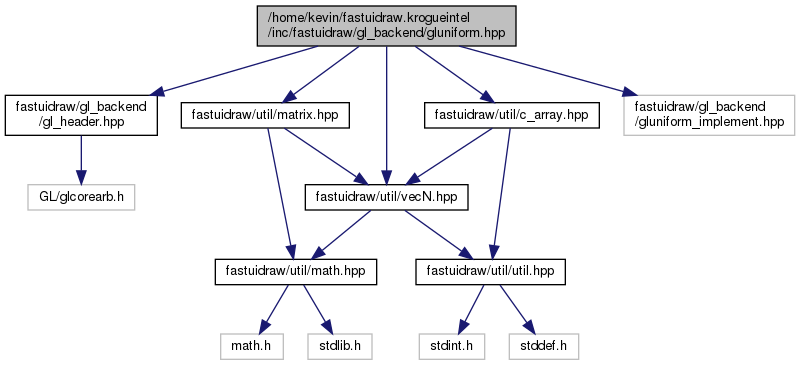 /home/kevin/fastuidraw.krogueintel
/inc/fastuidraw/gl_backend/gluniform.hpp
fastuidraw/gl_backend
/gl_header.hpp
fastuidraw/util/matrix.hpp
fastuidraw/util/c_array.hpp
fastuidraw/gl_backend
/gluniform_implement.hpp
GL/glcorearb.h
fastuidraw/util/vecN.hpp
fastuidraw/util/math.hpp
fastuidraw/util/util.hpp
math.h
stdlib.h
stdint.h
stddef.h